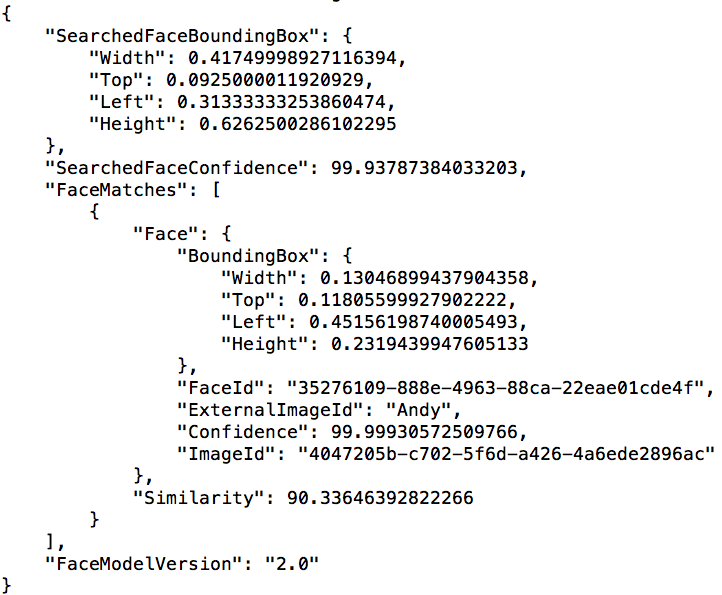 {
    "SearchedFaceBoundingBox": {
        "Width": 0.41749998927116394,
        "Top": 0.0925000011920929,
        "Left": 0.31333333253860474,
        "Height": 0.6262500286102295
    },
    "SearchedFaceConfidence": 99.93787384033203,
    "FaceMatches": [
        {
            "Face": {
                "BoundingBox": {
                    "Width": 0.13046899437904358,
                    "Top": 0.11805599927902222,
                    "Left": 0.45156198740005493,
                    "Height": 0.2319439947605133
                },
                "FaceId": "35276109-888e-4963-88ca-22eae01cde4f",
                "ExternalImageId": "Andy",
                "Confidence": 99.99930572509766,
                "ImageId": "4047205b-c702-5f6d-a426-4a6ede2896ac"
            },
            "Similarity": 90.33646392822266
        }
    ],
    "FaceModelVersion": "2.0"
}